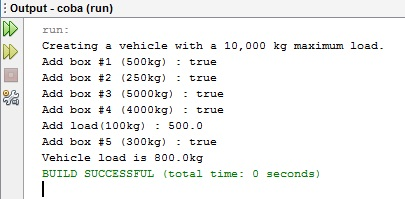 Output - coba (run)
run:
Creating a vehicle with a 10,000 kg maximum load.
Add box #1 (500kg) : true
Add box #2 (250kg) : true
Add box #3 (5000kg) : true
Add box #4 (4000kg) : true
Add load(100kg) : 500.0
Add box #5 (300kg) : true
Vehicle load is 800.0kg
BUILD SUCCESSFUL (total time: 0 seconds)